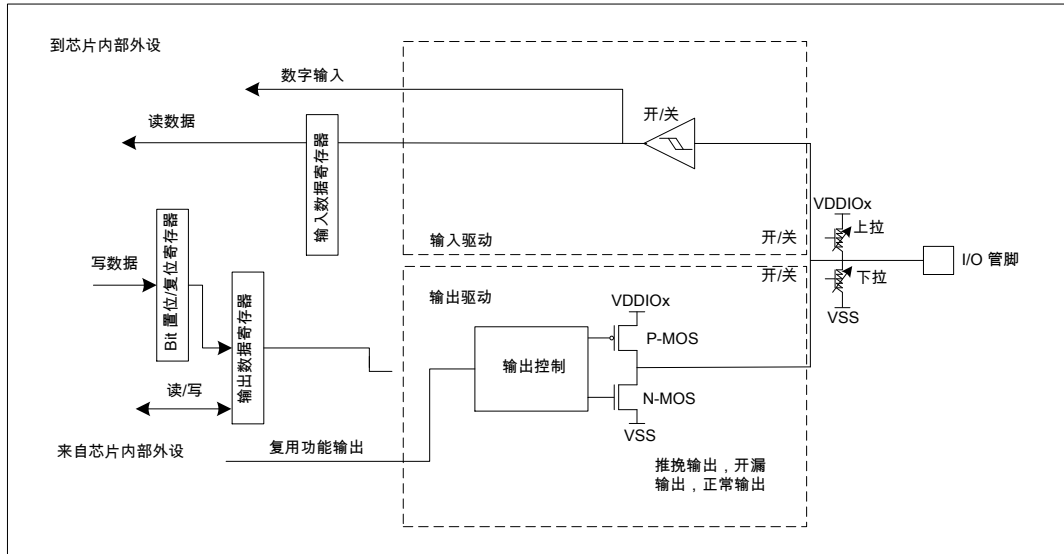 到芯片内部外设
数字输入
开/关
读数据
输入数据寄存器
VDDIOx
上拉
输入驱动
开/关
I/O 管脚
写数据
Bit 置位/复位寄存器
输出数据寄存器
开/关
下拉
输出驱动
VDDIOx
VSS
P-MOS
输出控制
读/写
N-MOS
VSS
来自芯片内部外设
复用功能输出
推挽输出，开漏
输出，正常输出